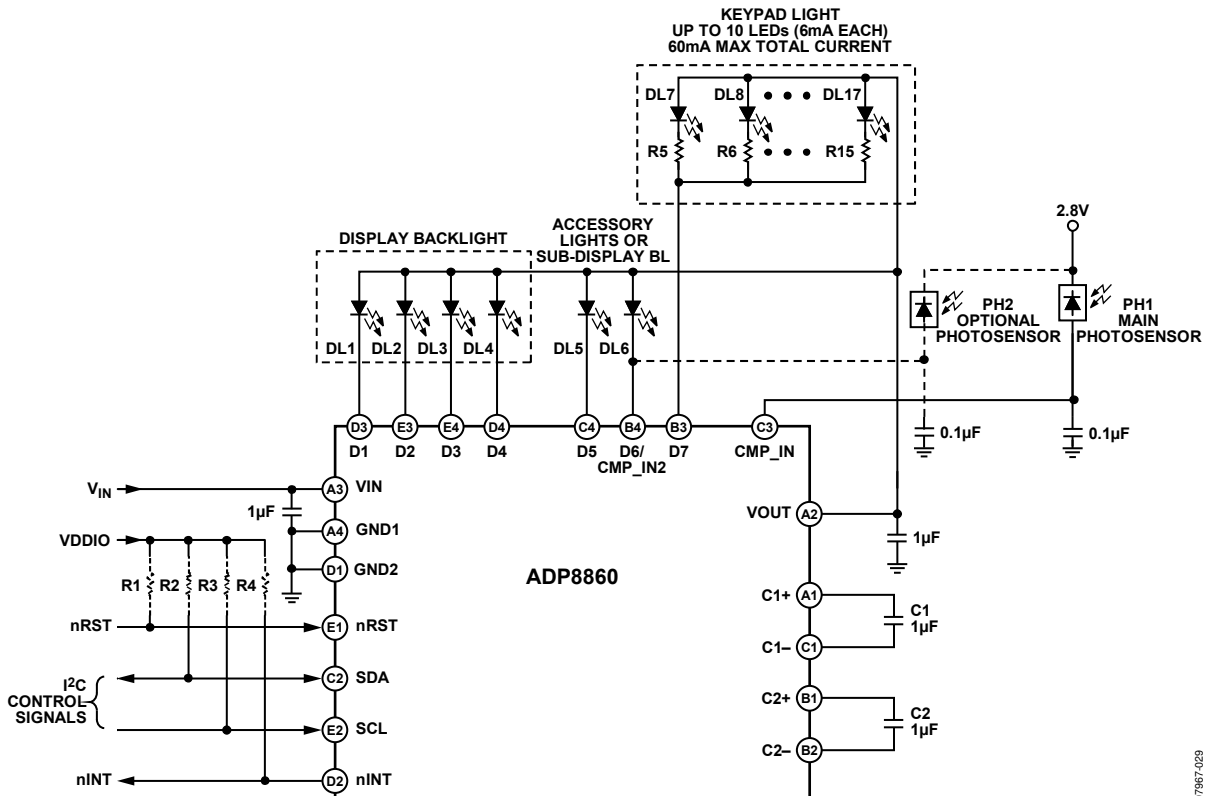 KEYPAD LIGHT
UP TO 10 LEDs (6mA EACH)
60mA MAX TOTAL CURRENT
DL7
DL8
DL17
R5
R6
R15
2.8V
DISPLAY BACKLIGHT
ACCESSORY
LIGHTS OR
SUB-DISPLAY BL
PH2
OPTIONAL
PHOTOSENSOR
PH1
MAIN
PHOTOSENSOR
DL1
DL2
DL3
DL4
DL5
DL6
0.1µF
0.1µF
D3
E3
E4
D4
C4
B4
B3
C3
D1
D2
D3
D4
D5
D6/
CMP_IN2
D7
CMP_IN
VIN
A3
VIN
1µF
A4
GND1
D1
GND2
VDDIO
R1
R2
R3
R4
ADP8860
VOUT
A2
1µF
C1+
A1
C1
1µF
C1–
C1
nRST
E1
nRST
I2C
CONTROL
SIGNALS
C2
SDA
E2
SCL
C2+
B1
C2
1µF
C2–
B2
nINT
D2
nINT
07967-029